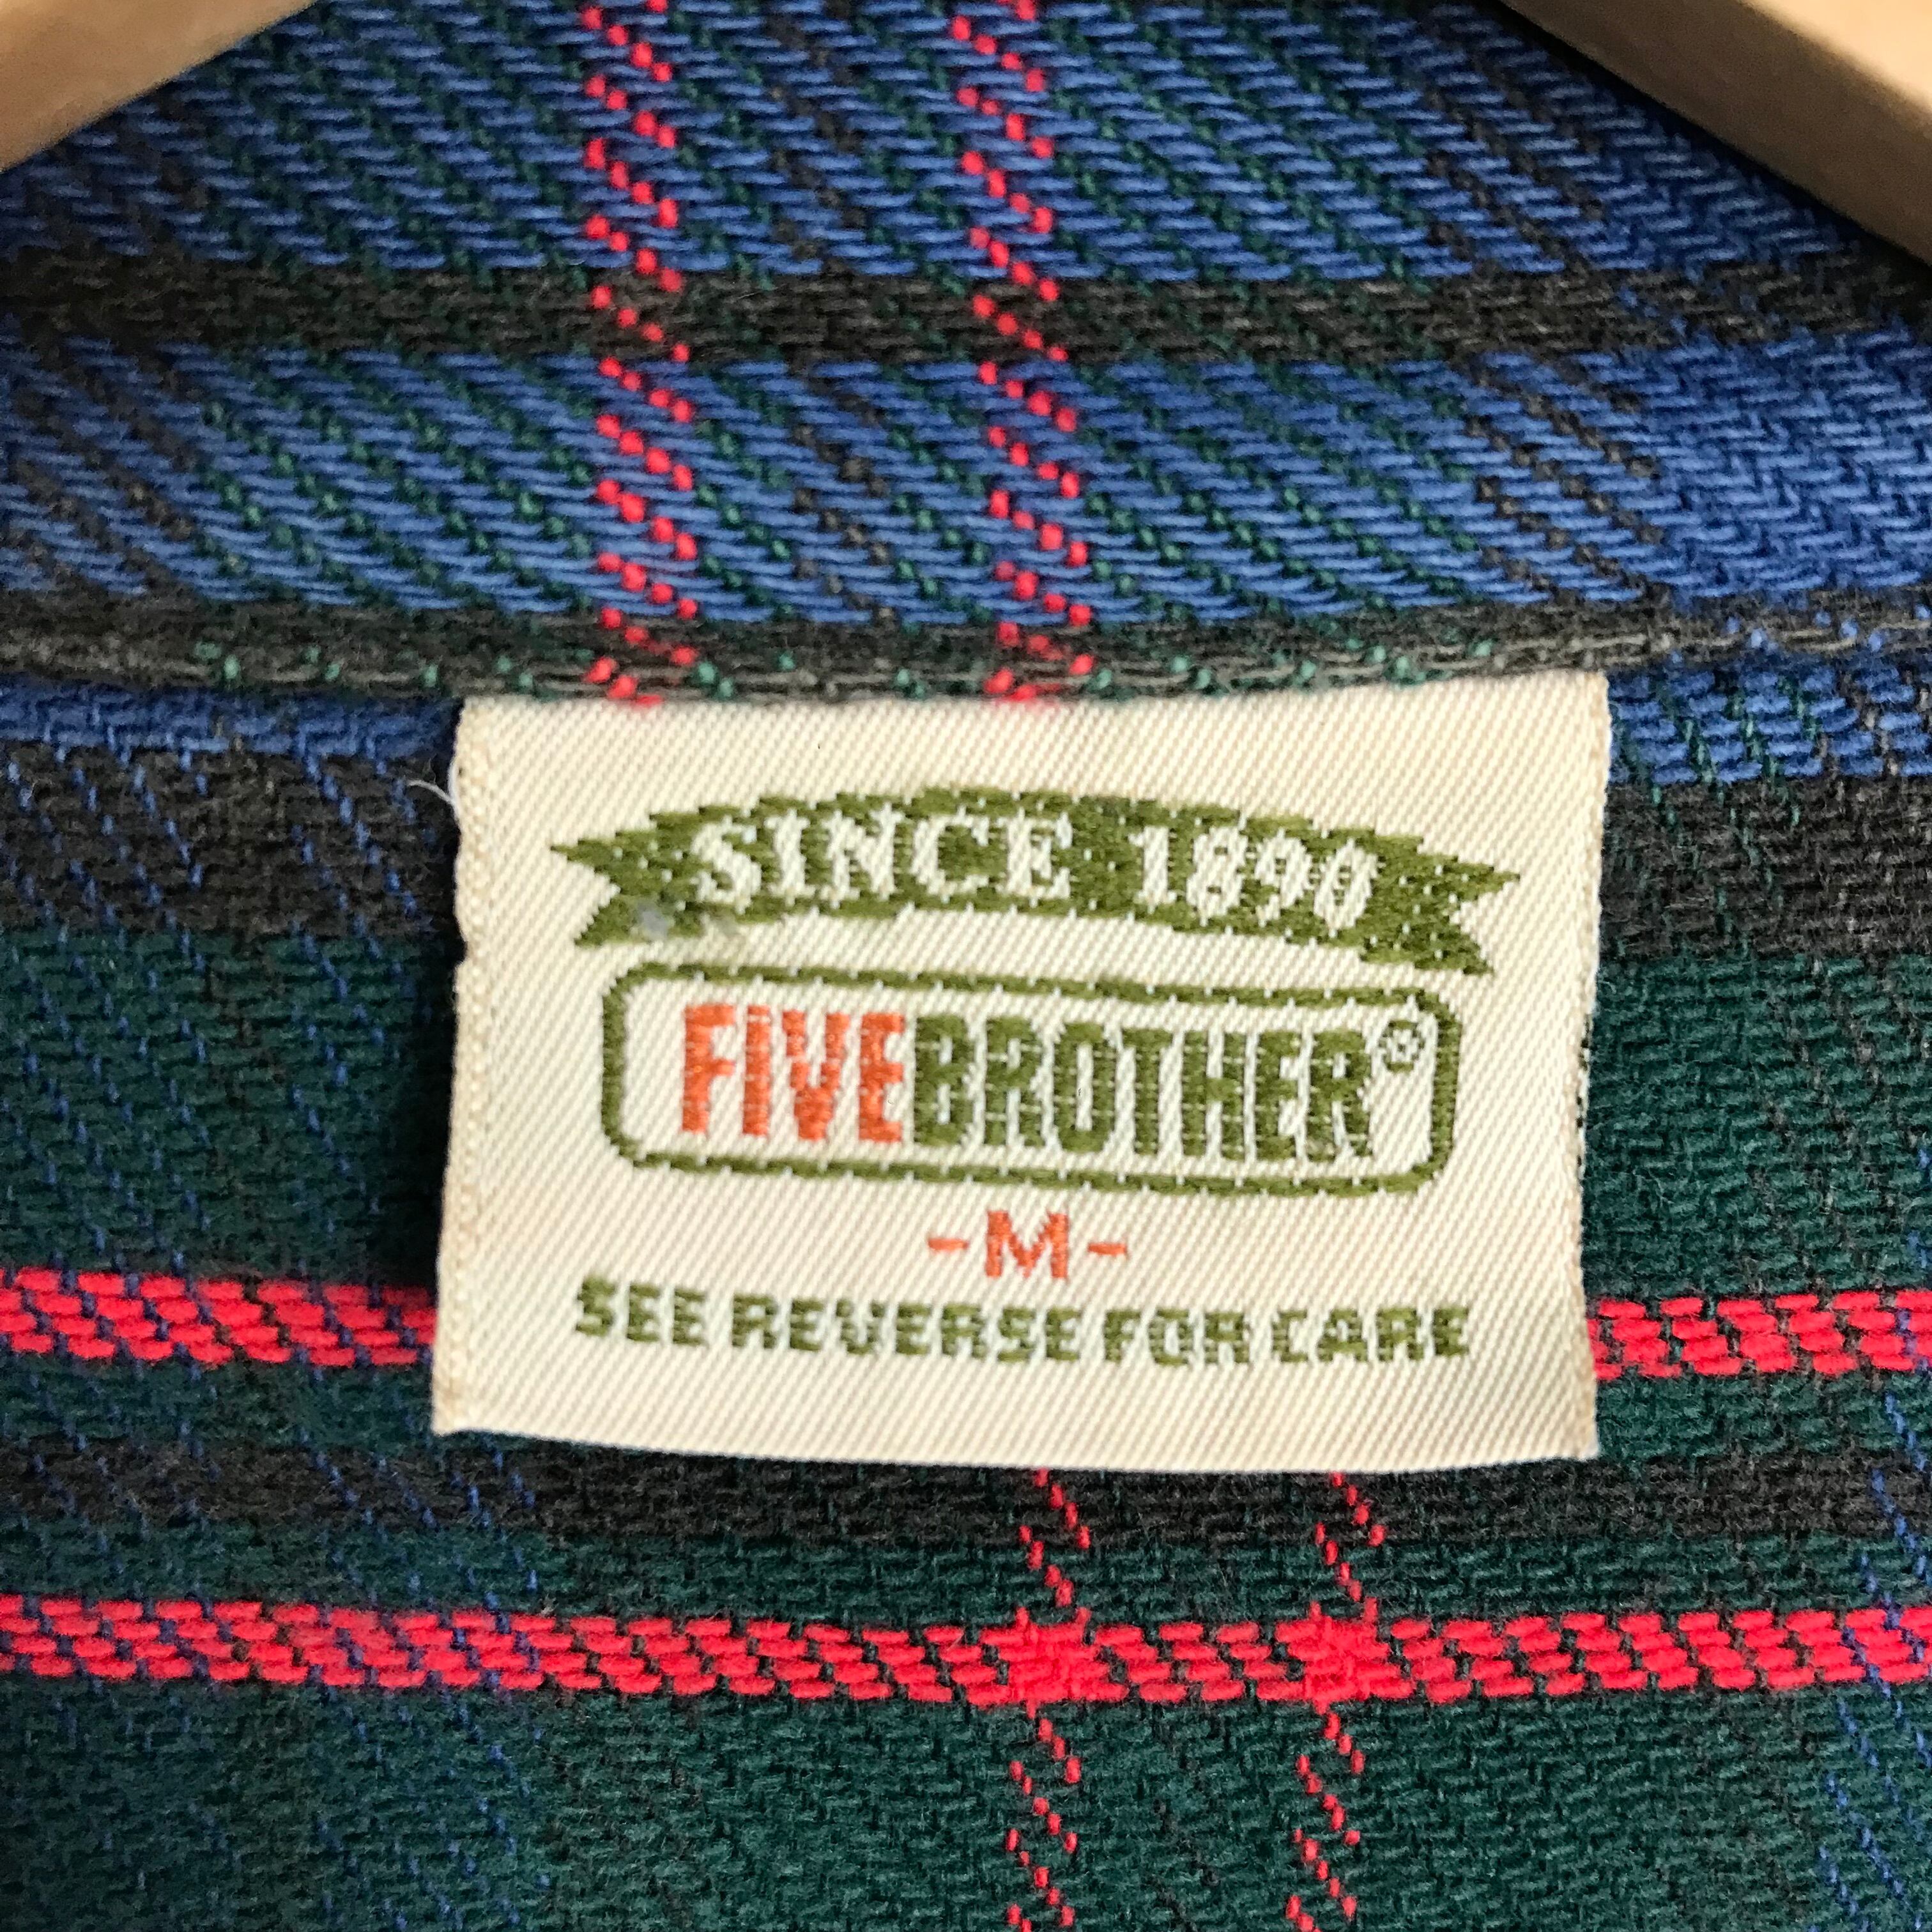 SINCE 1890
FIVEBROTHER®
-M-
SEE REVERSE FOR CARE